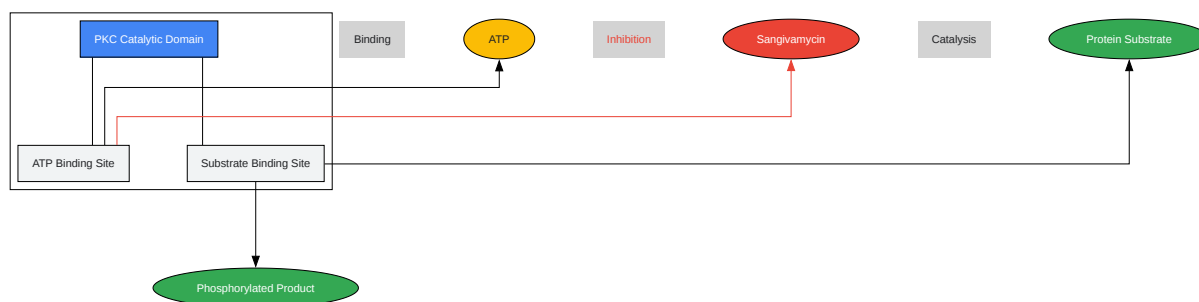 PKC Catalytic Domain
Binding
ATP
Inhibition
Sangivamycin
Catalysis
Protein Substrate
ATP Binding Site
Substrate Binding Site
Phosphorylated Product